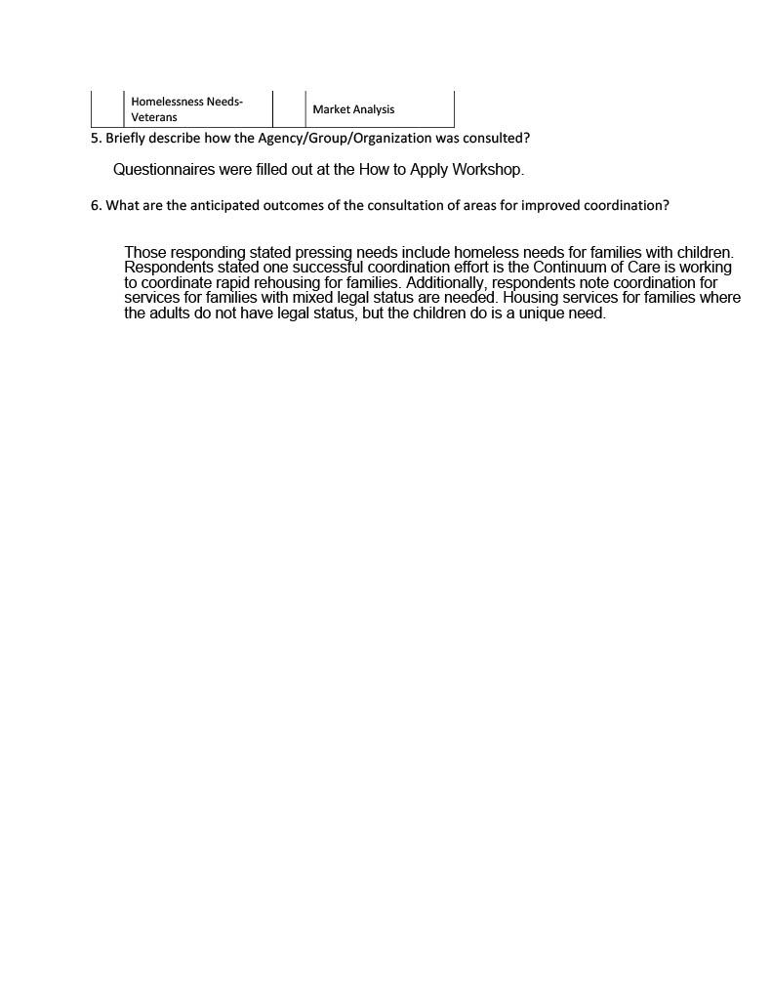 Homelessness Needs-
Veterans
Market Analysis
5. Briefly describe how the Agency/Group/Organization was consulted?
Questionnaires were filled out at the How to Apply Workshop.
6. What are the anticipated outcomes of the consultation of areas for improved coordination?
Those responding stated pressing needs include homeless needs for families with children.
Respondents stated one successful coordination effort is the Continuum of Care is working
to coordinate rapid rehousing for families. Additionally, respondents note coordination for
services for families with mixed legal status are needed. Housing services for families where
the adults do not have legal status, but the children do is a unique need.